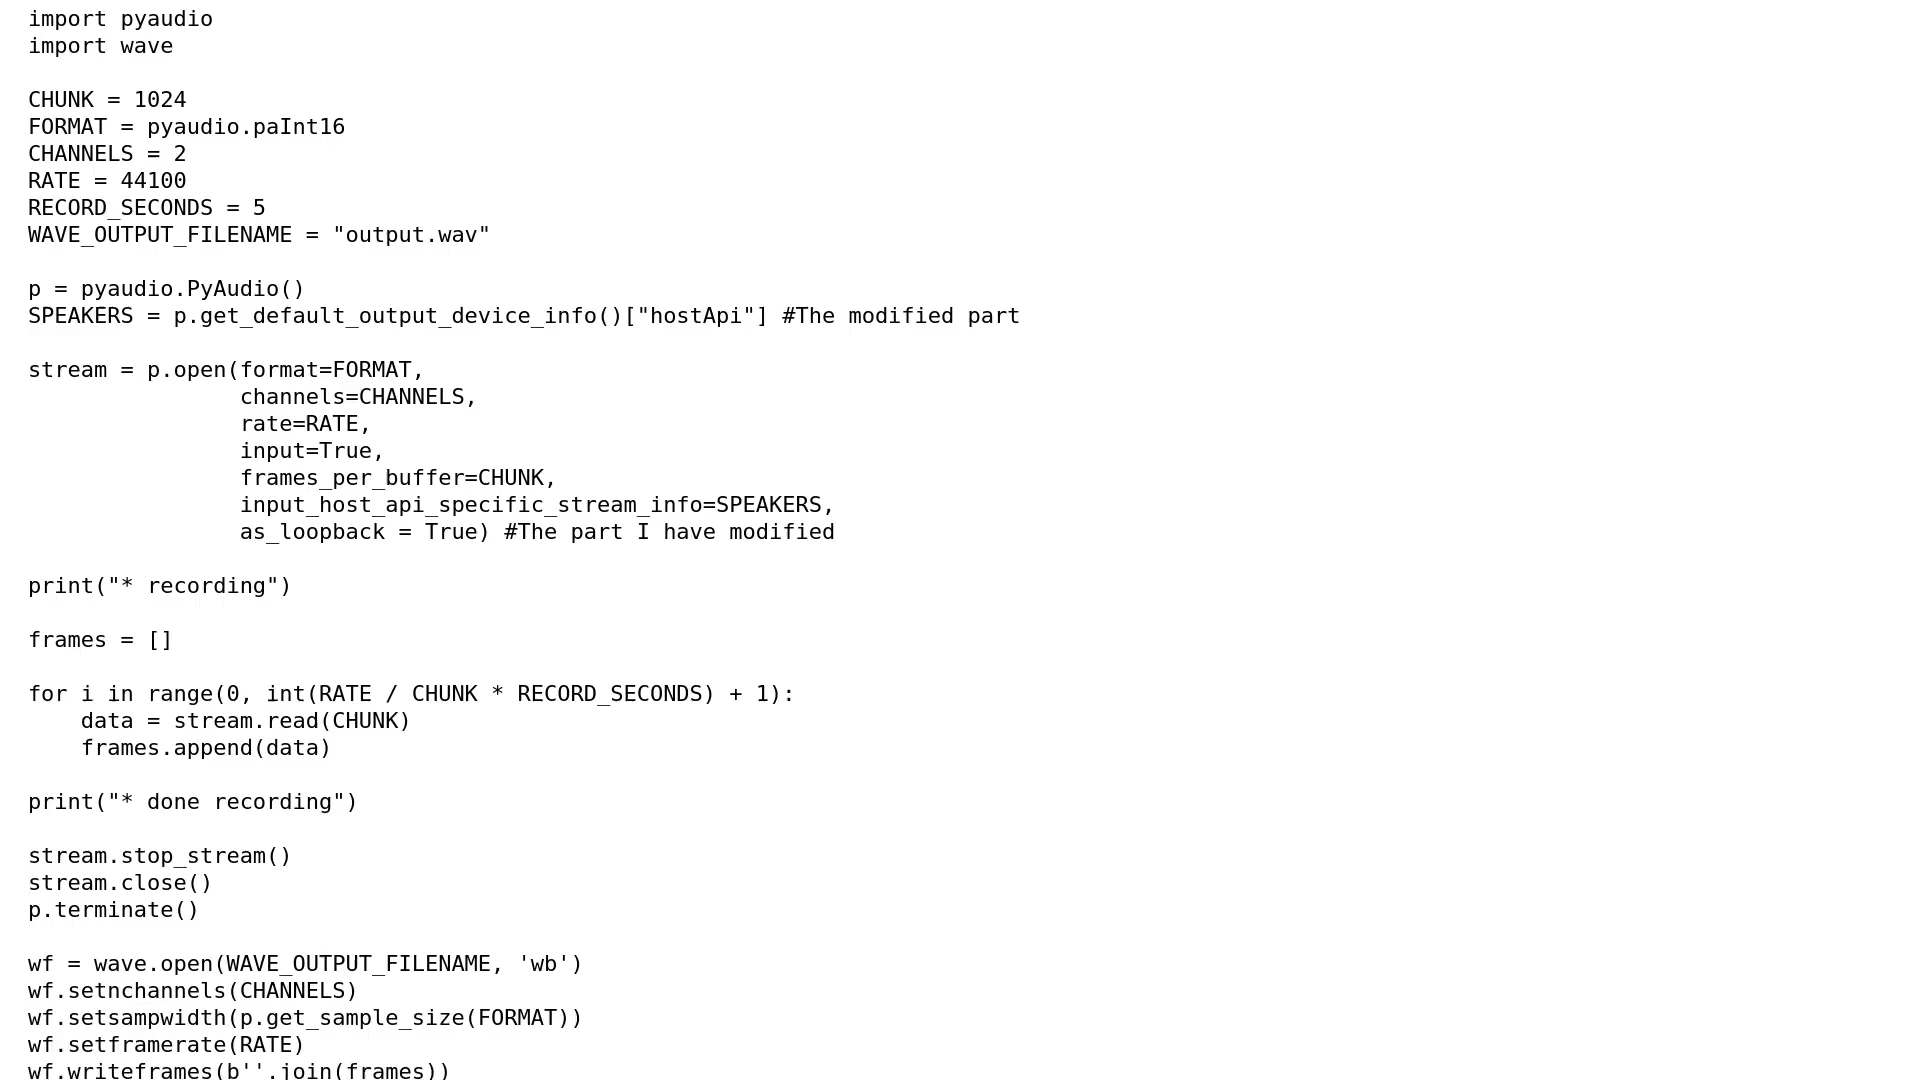 import pyaudio
import wave

CHUNK = 1024
FORMAT = pyaudio.paInt16
CHANNELS = 2
RATE = 44100
RECORD_SECONDS = 5
WAVE_OUTPUT_FILENAME = "output.wav"

p = pyaudio.PyAudio()
SPEAKERS = p.get_default_output_device_info()["hostApi"] #The modified part

stream = p.open(format=FORMAT,
                channels=CHANNELS,
                rate=RATE,
                input=True,
                frames_per_buffer=CHUNK,
                input_host_api_specific_stream_info=SPEAKERS,
                as_loopback = True) #The part I have modified

print("* recording")

frames = []

for i in range(0, int(RATE / CHUNK * RECORD_SECONDS) + 1):
    data = stream.read(CHUNK)
    frames.append(data)

print("* done recording")

stream.stop_stream()
stream.close()
p.terminate()

wf = wave.open(WAVE_OUTPUT_FILENAME, 'wb')
wf.setnchannels(CHANNELS)
wf.setsampwidth(p.get_sample_size(FORMAT))
wf.setframerate(RATE)
wf.writeframes(b''.join(frames))